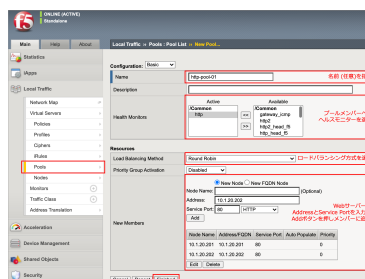 f5
ONLINE (ACTIVE)
Standalone
Main
Help
About
Local Traffic » Pools : Pool List » New Pool...
Statistics
iApps
Local Traffic
Network Map
Virtual Servers
Policies
Profiles
Ciphers
iRules
Pools
Nodes
Monitors
Traffic Class
Address Translation
Acceleration
Device Management
Shared Objects
Security
Configuration: Basic
Name
http-pool-01
名前 (任意)を
Description
Health Monitors
Active
Available
/Common
http
<<
>>
/Common
gateway_icmp
http2
http2_head_f5
http_head_f5
プールメンバーへ
ヘルスモニターを
Resources
Load Balancing Method
Round Robin
ロードバランシング方式を
Priority Group Activation
Disabled
New Members
New Node
New FQDN Node
Node Name:
(Optional)
Address: 10.1.20.202
Service Port: 80
HTTP
Add
Webサーバー
AddressとService Portを入
Addボタンを押しメンバーに
Node Name
Address/FQDN
Service Port
Auto Populate
Priority
10.1.20.201 10.1.20.201 80 0
10.1.20.202 10.1.20.202 80 0
Edit
Delete